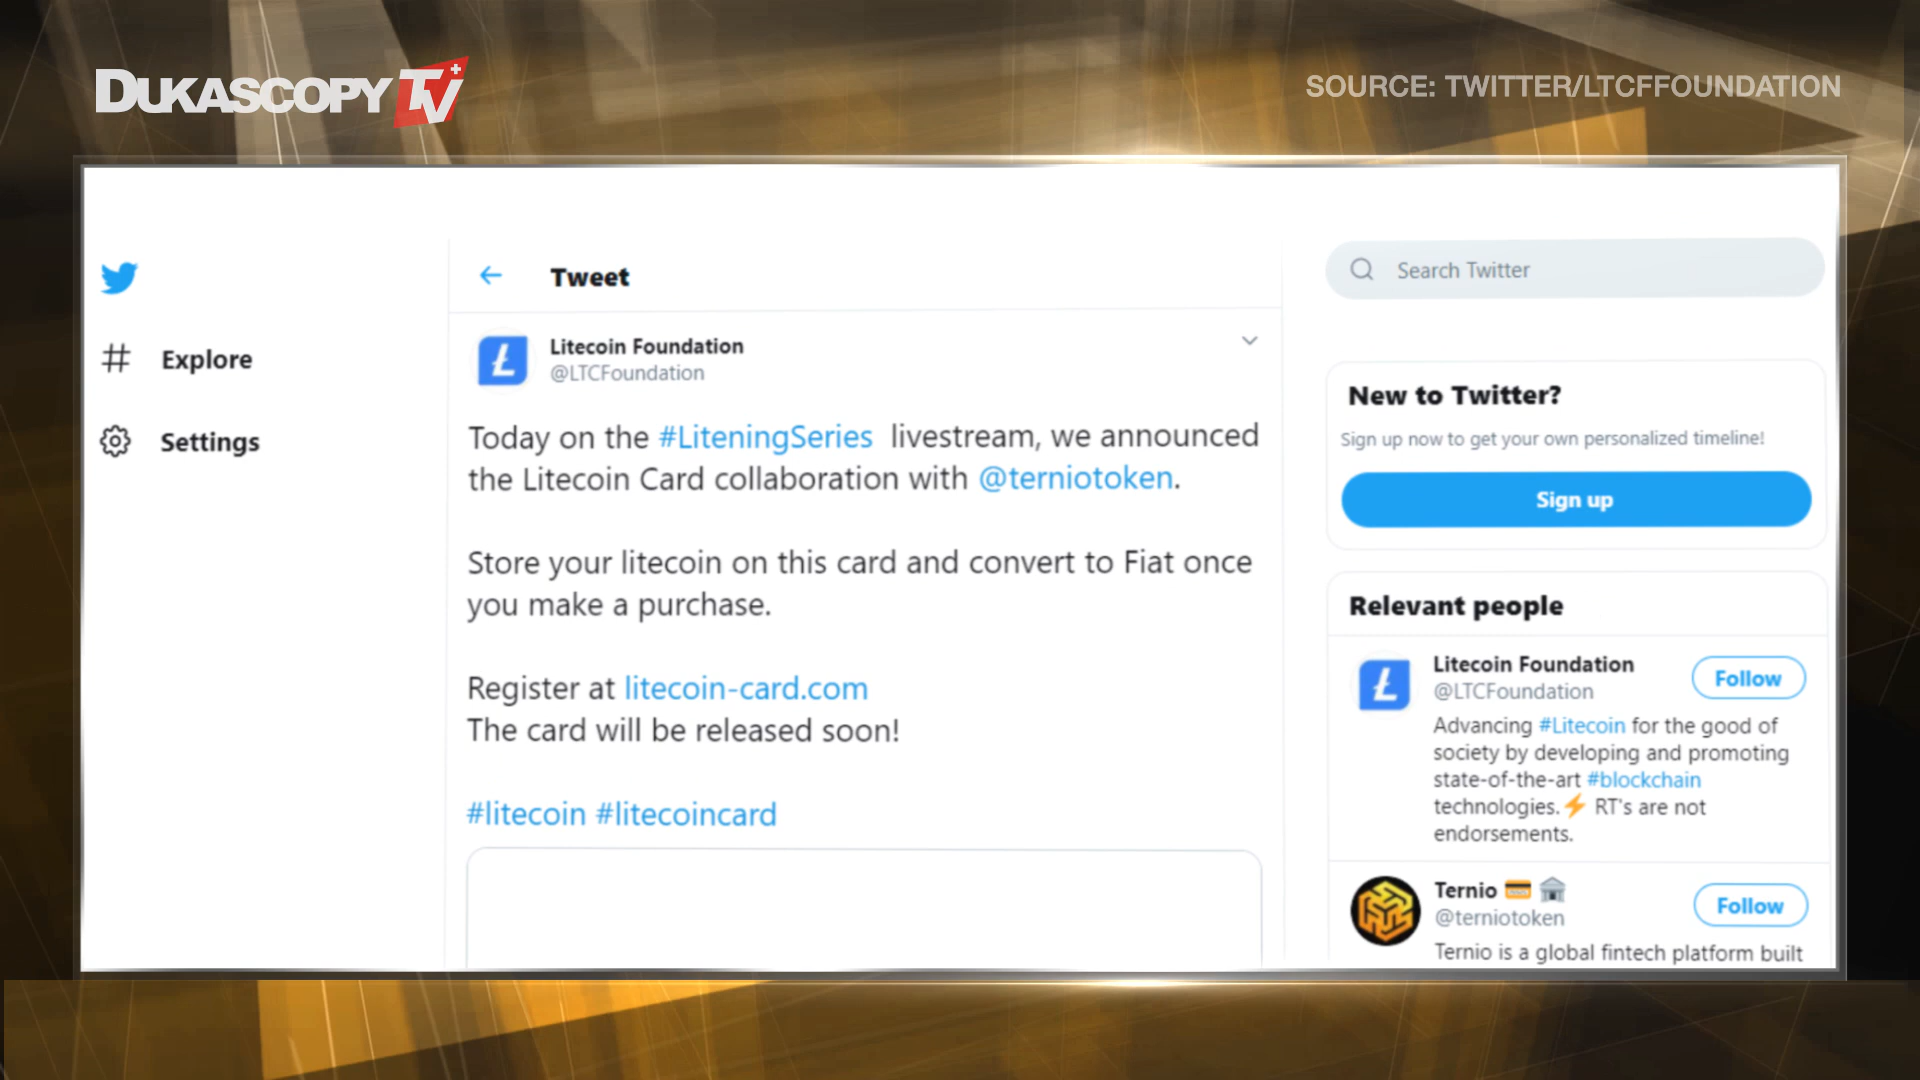 DUKASCOPY TV
SOURCE: TWITTER/LTCFFOUNDATION
Explore
Settings
Tweet
Litecoin Foundation
@LTCFoundation
Today on the #LiteningSeries livestream, we announced
the Litecoin Card collaboration with @terniotoken.
Store your litecoin on this card and convert to Fiat once
you make a purchase.
Register at litecoin-card.com
The card will be released soon!
#litecoin #litecoincard
Search Twitter
New to Twitter?
Sign up now to get your own personalized timeline!
Sign up
Relevant people
Litecoin Foundation
@LTCFoundation
Follow
Advancing #Litecoin for the good of
society by developing and promoting
state-of-the-art #blockchain
technologies.⚡ RT's are not
endorsements.
Ternio 💳 🏛
@terniotoken
Follow
Ternio is a global fintech platform built